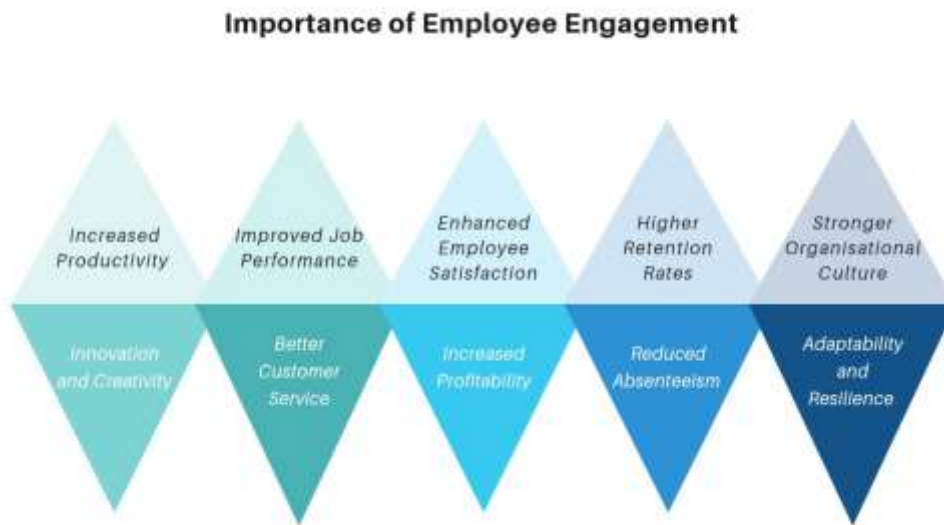 Importance of Employee Engagement
Increased
Productivity
Improved Job
Performance
Enhanced
Employee
Satisfaction
Higher
Retention
Rates
Stronger
Organisational
Culture
Innovation
and Creativity
Better
Customer
Service
Increased
Profitability
Reduced
Absenteeism
Adaptability
and
Resilience